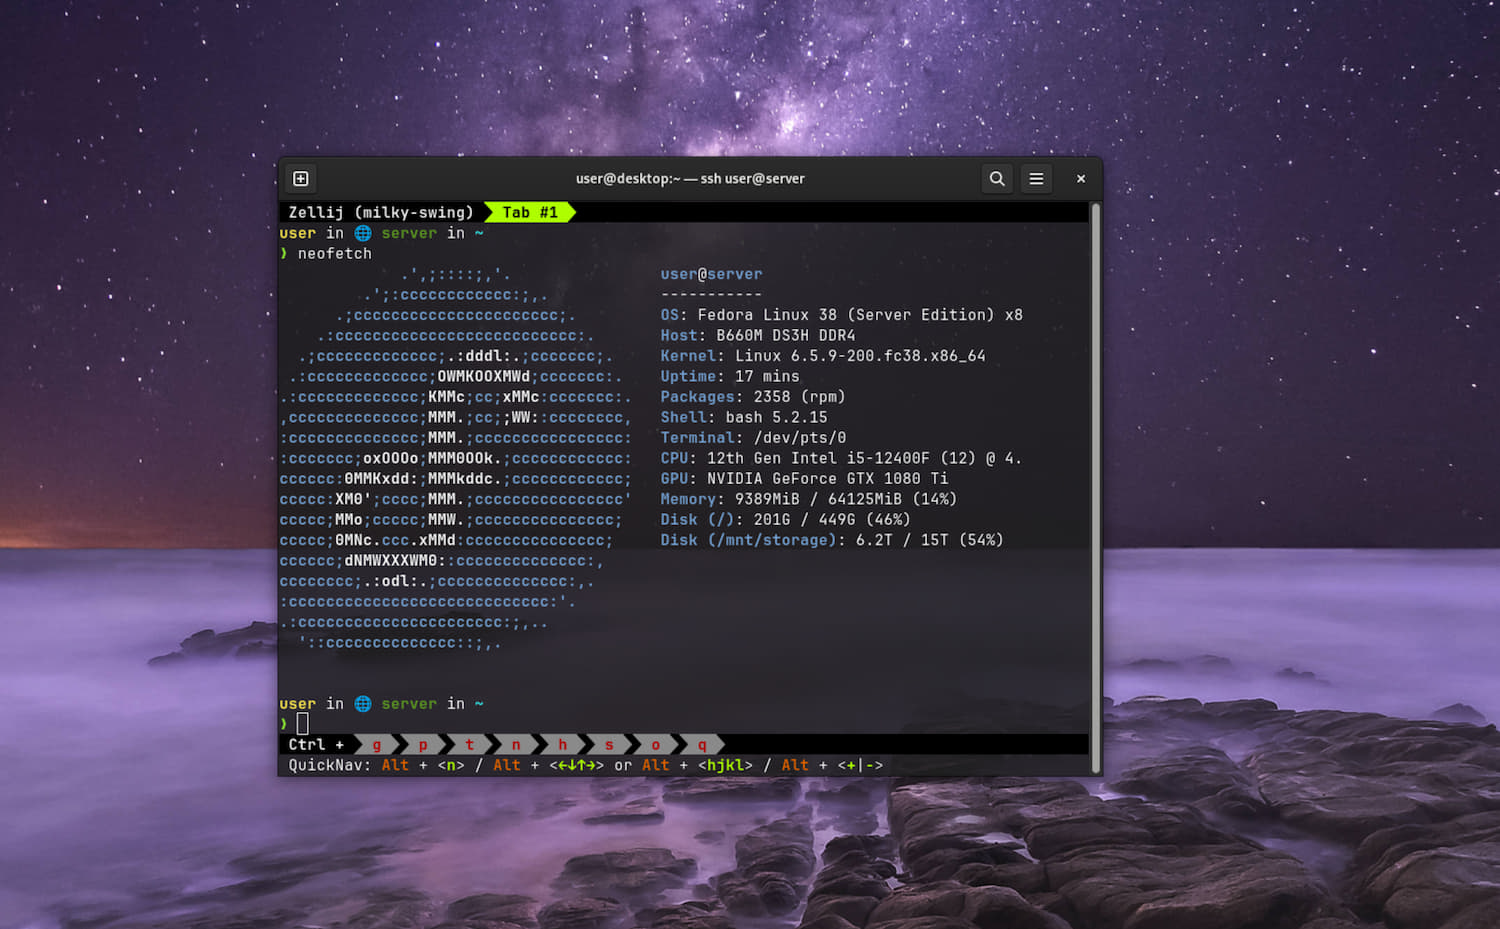 user@desktop:~ — ssh user@server
Zellij (milky-swing) Tab #1
user in 🌐 server in ~
❯ neofetch
.',;::::;,'. user@server
.';:cccccccccccc:;,. -----------
.;cccccccccccccccccccccc;. OS: Fedora Linux 38 (Server Edition) x8
.:cccccccccccccccccccccccccc:. Host: B660M DS3H DDR4
.;ccccccccccccc;.:dddl:.;ccccccc;. Kernel: Linux 6.5.9-200.fc38.x86_64
.:ccccccccccccc;OWMKOOXMWd;ccccccc:. Uptime: 17 mins
.:ccccccccccccc;KMMc;cc;xMMc:ccccccc:. Packages: 2358 (rpm)
,cccccccccccccc;MMM.;cc;;WW::cccccccc, Shell: bash 5.2.15
:cccccccccccccc;MMM.;cccccccccccccccc: Terminal: /dev/pts/0
:ccccccc;oxOOOo;MMM0OOk.;cccccccccccc: CPU: 12th Gen Intel i5-12400F (12) @ 4.
cccccc:0MMKxdd:;MMMkddc.;cccccccccccc; GPU: NVIDIA GeForce GTX 1080 Ti
ccccc:XM0';cccc;MMM.;cccccccccccccccc' Memory: 9389MiB / 64125MiB (14%)
ccccc;MMo;ccccc;MMW.;ccccccccccccccc; Disk (/): 201G / 449G (46%)
ccccc;0MNc.ccc.xMMd:ccccccccccccccc; Disk (/mnt/storage): 6.2T / 15T (54%)
cccccc;dNMWXXXWM0::cccccccccccccc:,
cccccccc;.:odl:.;cccccccccccccc:,.
:cccccccccccccccccccccccccccc:'.
.:cccccccccccccccccccccc:;,..
'::cccccccccccccc::;,.
user in 🌐 server in ~
❯
Ctrl + g p t n h s o q
QuickNav: Alt + <n> / Alt + <←↓↑→> or Alt + <hjkl> / Alt + <+|->